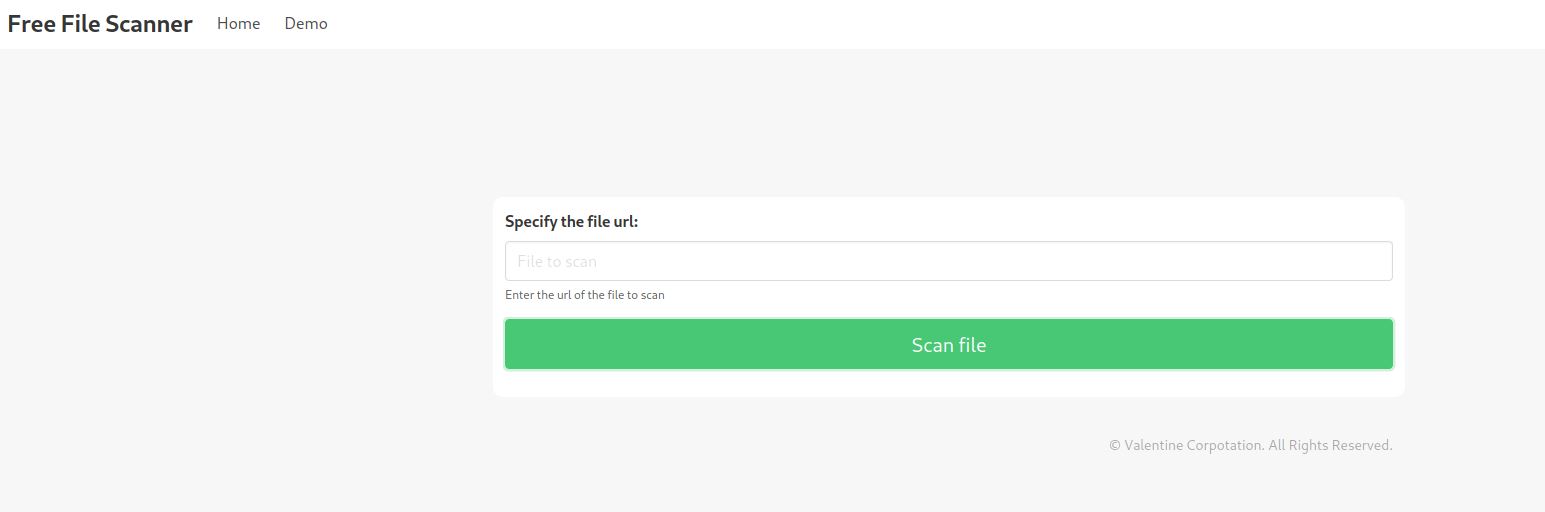 Free File Scanner Home Demo
Specify the file url:
File to scan
Enter the url of the file to scan
Scan file
© Valentine Corpotation. All Rights Reserved.